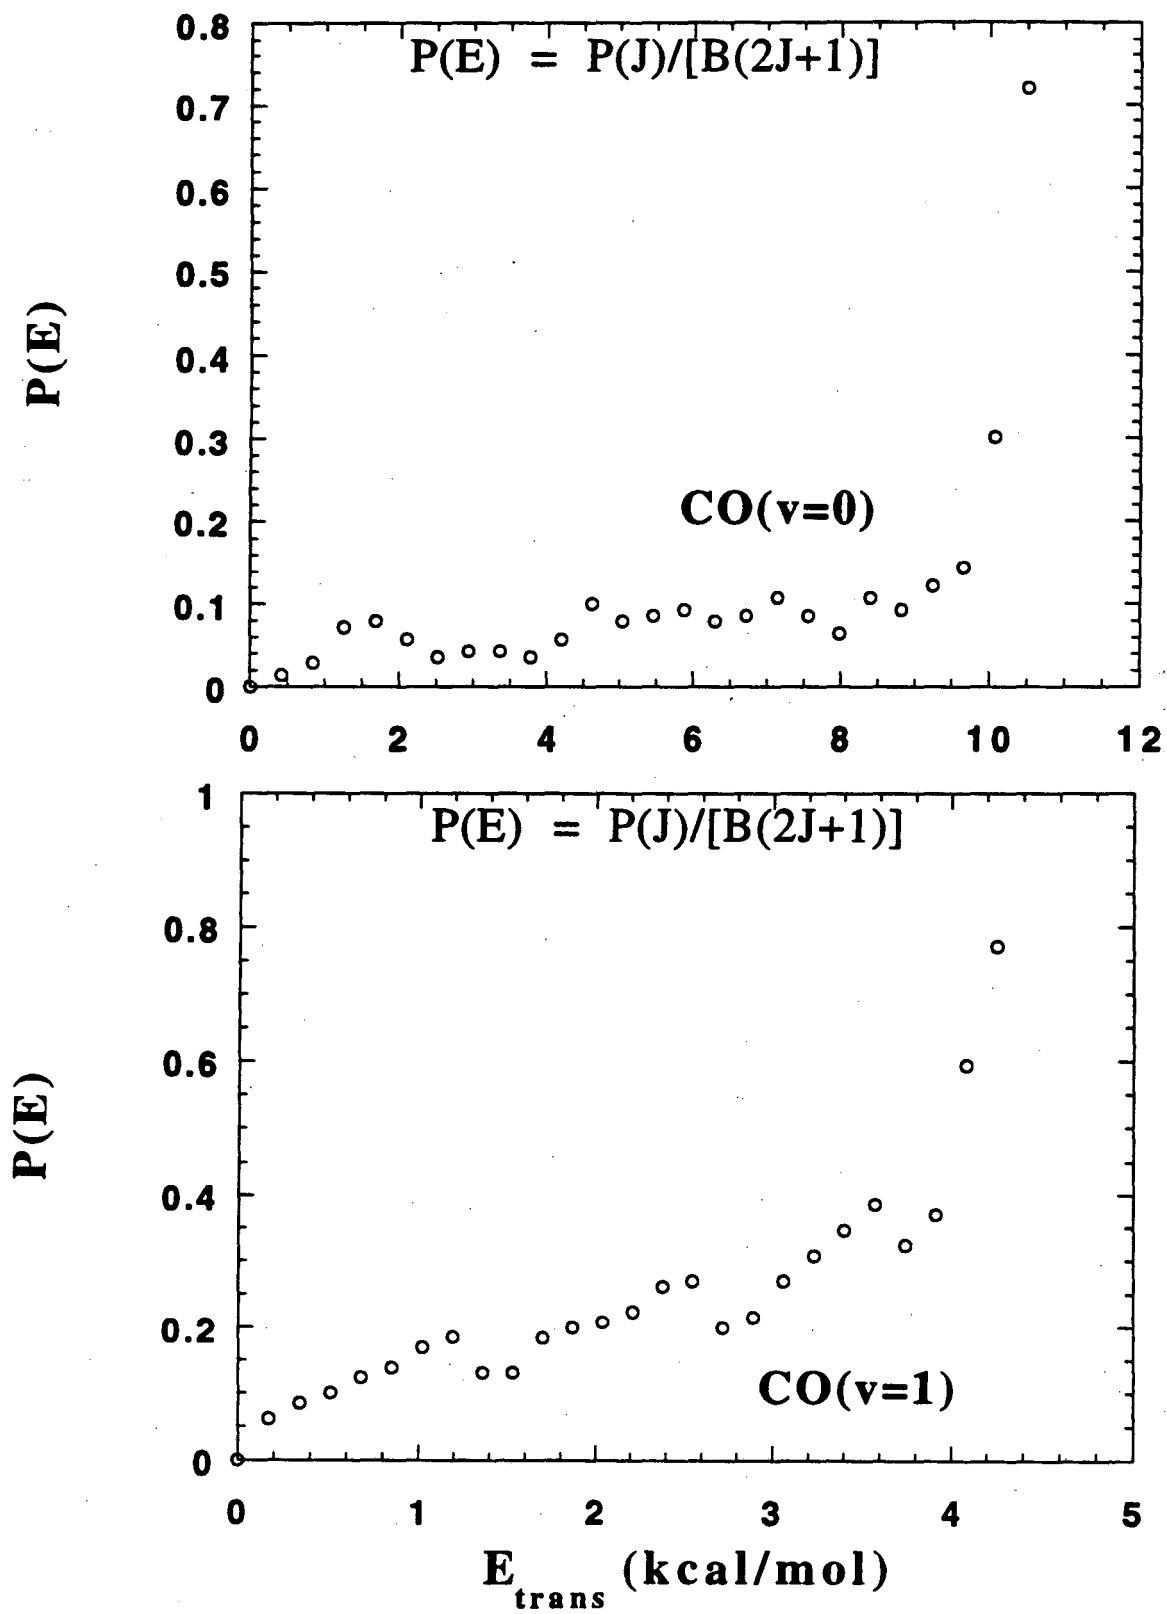 0.8
P(E) = P(J)/[B(2J+1)]
0.7
0.6
0.5
P(E)
0.4
0.3
CO(v=0)
0.2
0.1
0
0 2 4 6 8 10 12
1
P(E) = P(J)/[B(2J+1)]
0.8
0.6
P(E)
0.4
0.2
CO(v=1)
0
0 1 2 3 4 5
E_trans (kcal/mol)